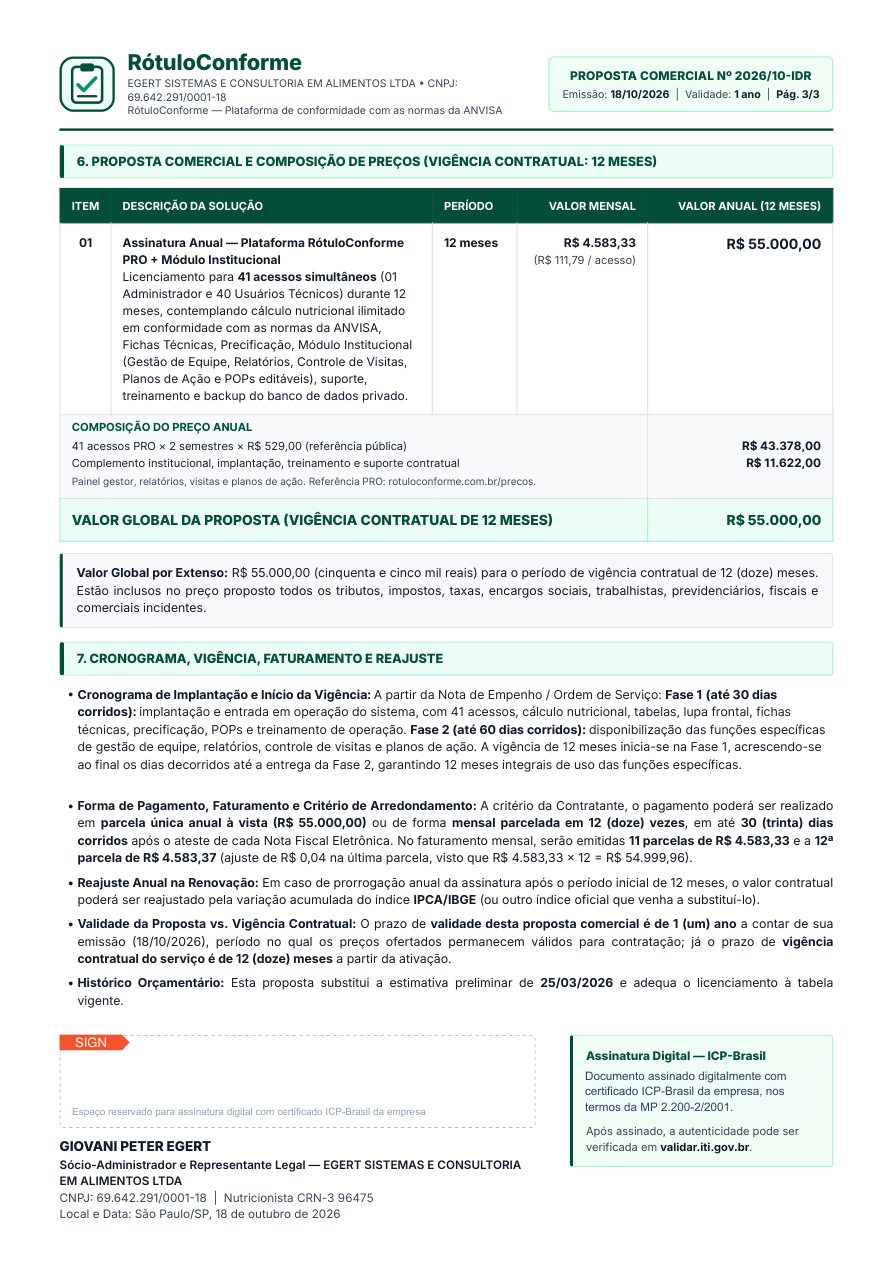 RótuloConforme
EGERT SISTEMAS E CONSULTORIA EM ALIMENTOS LTDA • CNPJ:
69.642.291/0001-18
RótuloConforme — Plataforma de conformidade com as normas da ANVISA
PROPOSTA COMERCIAL Nº 2026/10-IDR
Emissão: 18/10/2026 | Validade: 1 ano | Pág. 3/3
6. PROPOSTA COMERCIAL E COMPOSIÇÃO DE PREÇOS (VIGÊNCIA CONTRATUAL: 12 MESES)
ITEM DESCRIÇÃO DA SOLUÇÃO PERÍODO VALOR MENSAL VALOR ANUAL (12 MESES)
01 Assinatura Anual — Plataforma RótuloConforme 12 meses R$ 4.583,33 R$ 55.000,00
PRO + Módulo Institucional (R$ 111,79 / acesso)
Licenciamento para 41 acessos simultâneos (01
Administrador e 40 Usuários Técnicos) durante 12
meses, contemplando cálculo nutricional ilimitado
em conformidade com as normas da ANVISA,
Fichas Técnicas, Precificação, Módulo Institucional
(Gestão de Equipe, Relatórios, Controle de Visitas,
Planos de Ação e POPs editáveis), suporte,
treinamento e backup do banco de dados privado.
COMPOSIÇÃO DO PREÇO ANUAL
41 acessos PRO × 2 semestres × R$ 529,00 (referência pública) R$ 43.378,00
Complemento institucional, implantação, treinamento e suporte contratual R$ 11.622,00
Painel gestor, relatórios, visitas e planos de ação. Referência PRO: rotuloconforme.com.br/precos.
VALOR GLOBAL DA PROPOSTA (VIGÊNCIA CONTRATUAL DE 12 MESES) R$ 55.000,00
Valor Global por Extenso: R$ 55.000,00 (cinquenta e cinco mil reais) para o período de vigência contratual de 12 (doze) meses.
Estão inclusos no preço proposto todos os tributos, impostos, taxas, encargos sociais, trabalhistas, previdenciários, fiscais e
comerciais incidentes.
7. CRONOGRAMA, VIGÊNCIA, FATURAMENTO E REAJUSTE
• Cronograma de Implantação e Início da Vigência: A partir da Nota de Empenho / Ordem de Serviço: Fase 1 (até 30 dias
corridos): implantação e entrada em operação do sistema, com 41 acessos, cálculo nutricional, tabelas, lupa frontal, fichas
técnicas, precificação, POPs e treinamento de operação. Fase 2 (até 60 dias corridos): disponibilização das funções específicas
de gestão de equipe, relatórios, controle de visitas e planos de ação. A vigência de 12 meses inicia-se na Fase 1, acrescendo-se
ao final os dias decorridos até a entrega da Fase 2, garantindo 12 meses integrais de uso das funções específicas.
• Forma de Pagamento, Faturamento e Critério de Arredondamento: A critério da Contratante, o pagamento poderá ser realizado
em parcela única anual à vista (R$ 55.000,00) ou de forma mensal parcelada em 12 (doze) vezes, em até 30 (trinta) dias
corridos após o ateste de cada Nota Fiscal Eletrônica. No faturamento mensal, serão emitidas 11 parcelas de R$ 4.583,33 e a 12ª
parcela de R$ 4.583,37 (ajuste de R$ 0,04 na última parcela, visto que R$ 4.583,33 × 12 = R$ 54.999,96).
• Reajuste Anual na Renovação: Em caso de prorrogação anual da assinatura após o período inicial de 12 meses, o valor contratual
poderá ser reajustado pela variação acumulada do índice IPCA/IBGE (ou outro índice oficial que venha a substituí-lo).
• Validade da Proposta vs. Vigência Contratual: O prazo de validade desta proposta comercial é de 1 (um) ano a contar de sua
emissão (18/10/2026), período no qual os preços ofertados permanecem válidos para contratação; já o prazo de vigência
contratual do serviço é de 12 (doze) meses a partir da ativação.
• Histórico Orçamentário: Esta proposta substitui a estimativa preliminar de 25/03/2026 e adequa o licenciamento à tabela
vigente.
SIGN
Espaço reservado para assinatura digital com certificado ICP-Brasil da empresa
GIOVANI PETER EGERT
Sócio-Administrador e Representante Legal — EGERT SISTEMAS E CONSULTORIA
EM ALIMENTOS LTDA
CNPJ: 69.642.291/0001-18 | Nutricionista CRN-3 96475
Local e Data: São Paulo/SP, 18 de outubro de 2026
Assinatura Digital — ICP-Brasil
Documento assinado digitalmente com
certificado ICP-Brasil da empresa, nos
termos da MP 2.200-2/2001.
Após assinado, a autenticidade pode ser
verificada em validar.iti.gov.br.